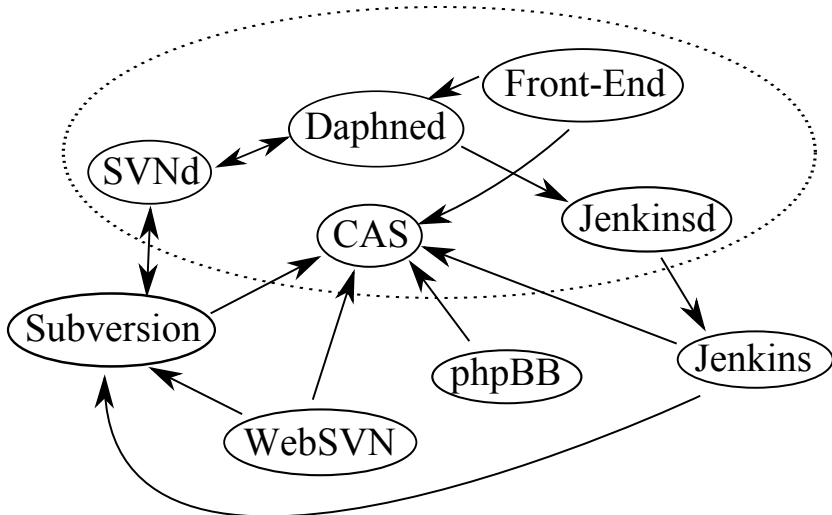 Front-End
Daphned
SVNd
Jenkinsd
CAS
Subversion
Jenkins
phpBB
WebSVN